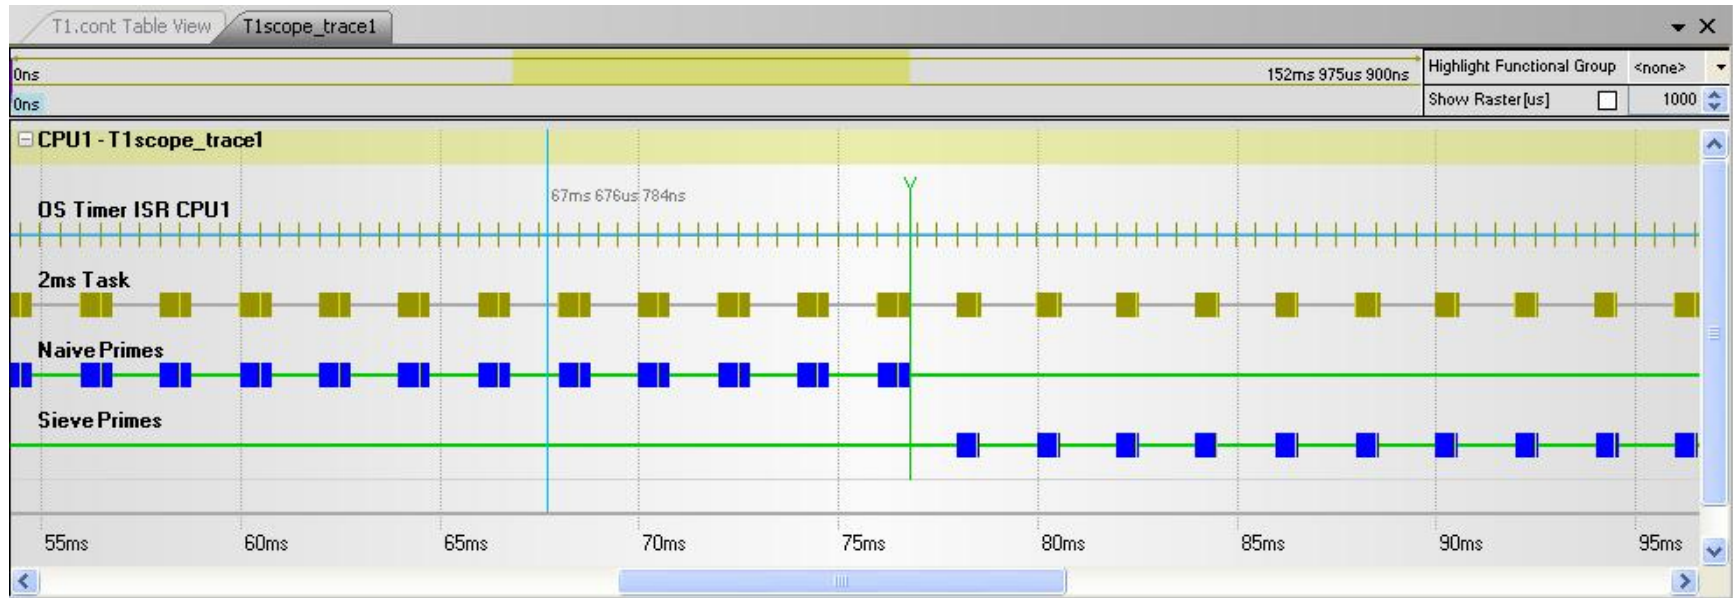 T1.cont Table View T1scope_trace1
0ns 152ms 975us 900ns Highlight Functional Group <none>
0ns Show Raster[us] 1000
CPU1 - T1scope_trace1
67ms 676us 784ns
OS Timer ISR CPU1
2ms Task
Naive Primes
Sieve Primes
55ms 60ms 65ms 70ms 75ms 80ms 85ms 90ms 95ms